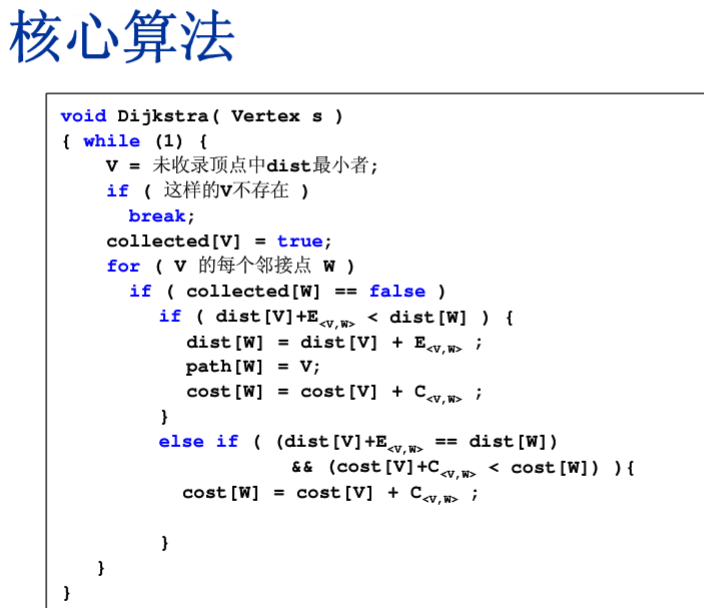 核心算法
void Dijkstra( Vertex s )
{ while (1) {
V = 未收录顶点中dist最小者;
if ( 这样的V不存在 )
break;
collected[V] = true;
for ( V 的每个邻接点 W )
if ( collected[W] == false )
if ( dist[V]+E<V,W> < dist[W] ) {
dist[W] = dist[V] + E<V,W> ;
path[W] = V;
cost[W] = cost[V] + C<V,W> ;
}
else if ( (dist[V]+E<V,W> == dist[W])
&& (cost[V]+C<V,W> < cost[W]) ){
cost[W] = cost[V] + C<V,W> ;
}
}
}